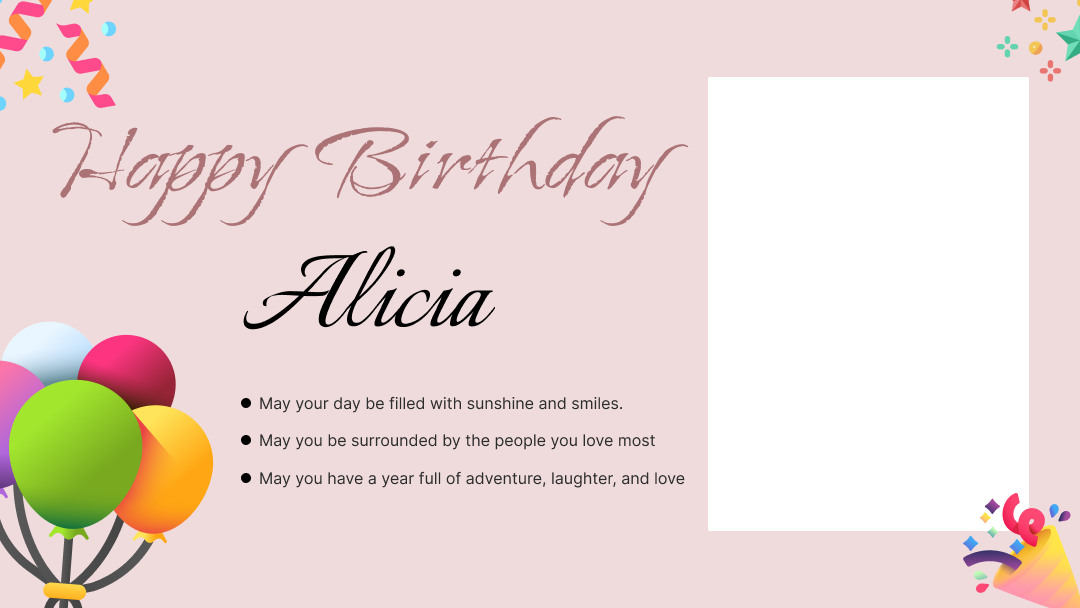 Happy Birthday
Alicia
● May your day be filled with sunshine and smiles.
● May you be surrounded by the people you love most
● May you have a year full of adventure, laughter, and love